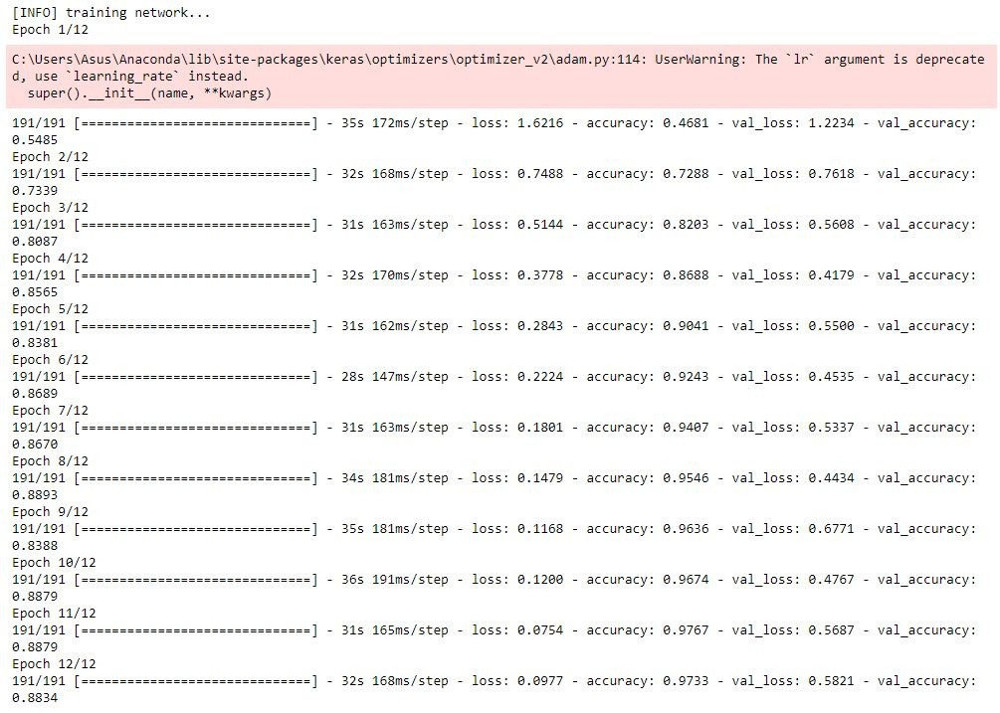 [INFO] training network...
Epoch 1/12
C:\Users\Asus\Anaconda\lib\site-packages\keras\optimizers\optimizer_v2\adam.py:114: UserWarning: The `lr` argument is deprecate
d, use `learning_rate` instead.
  super().__init__(name, **kwargs)
191/191 [==============================] - 35s 172ms/step - loss: 1.6216 - accuracy: 0.4681 - val_loss: 1.2234 - val_accuracy:
0.5485
Epoch 2/12
191/191 [==============================] - 32s 168ms/step - loss: 0.7488 - accuracy: 0.7288 - val_loss: 0.7618 - val_accuracy:
0.7339
Epoch 3/12
191/191 [==============================] - 31s 163ms/step - loss: 0.5144 - accuracy: 0.8203 - val_loss: 0.5608 - val_accuracy:
0.8087
Epoch 4/12
191/191 [==============================] - 32s 170ms/step - loss: 0.3778 - accuracy: 0.8688 - val_loss: 0.4179 - val_accuracy:
0.8565
Epoch 5/12
191/191 [==============================] - 31s 162ms/step - loss: 0.2843 - accuracy: 0.9041 - val_loss: 0.5500 - val_accuracy:
0.8381
Epoch 6/12
191/191 [==============================] - 28s 147ms/step - loss: 0.2224 - accuracy: 0.9243 - val_loss: 0.4535 - val_accuracy:
0.8689
Epoch 7/12
191/191 [==============================] - 31s 163ms/step - loss: 0.1801 - accuracy: 0.9407 - val_loss: 0.5337 - val_accuracy:
0.8670
Epoch 8/12
191/191 [==============================] - 34s 181ms/step - loss: 0.1479 - accuracy: 0.9546 - val_loss: 0.4434 - val_accuracy:
0.8893
Epoch 9/12
191/191 [==============================] - 35s 181ms/step - loss: 0.1168 - accuracy: 0.9636 - val_loss: 0.6771 - val_accuracy:
0.8388
Epoch 10/12
191/191 [==============================] - 36s 191ms/step - loss: 0.1200 - accuracy: 0.9674 - val_loss: 0.4767 - val_accuracy:
0.8879
Epoch 11/12
191/191 [==============================] - 31s 165ms/step - loss: 0.0754 - accuracy: 0.9767 - val_loss: 0.5687 - val_accuracy:
0.8879
Epoch 12/12
191/191 [==============================] - 32s 168ms/step - loss: 0.0977 - accuracy: 0.9733 - val_loss: 0.5821 - val_accuracy:
0.8834